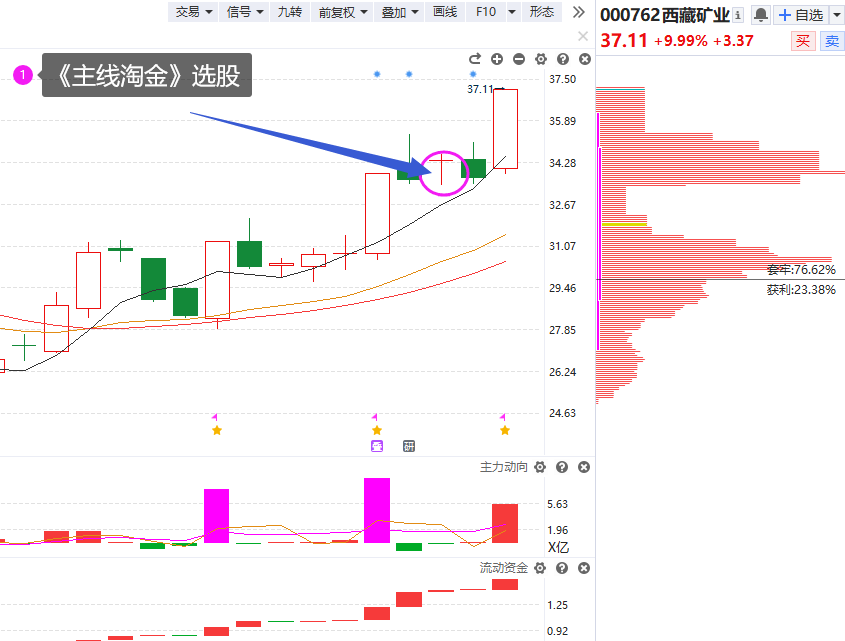 交易 信号 九转 前复权 叠加 画线 F10 形态
000762西藏矿业
自选
37.11 +9.99% +3.37
买 卖
1 《主线淘金》选股
37.11
37.50
35.89
34.28
32.67
31.07
29.46
27.85
26.24
24.63
套牢:76.62%
获利:23.38%
研
主力动向
5.63
1.96
X亿
流动资金
1.25
0.92